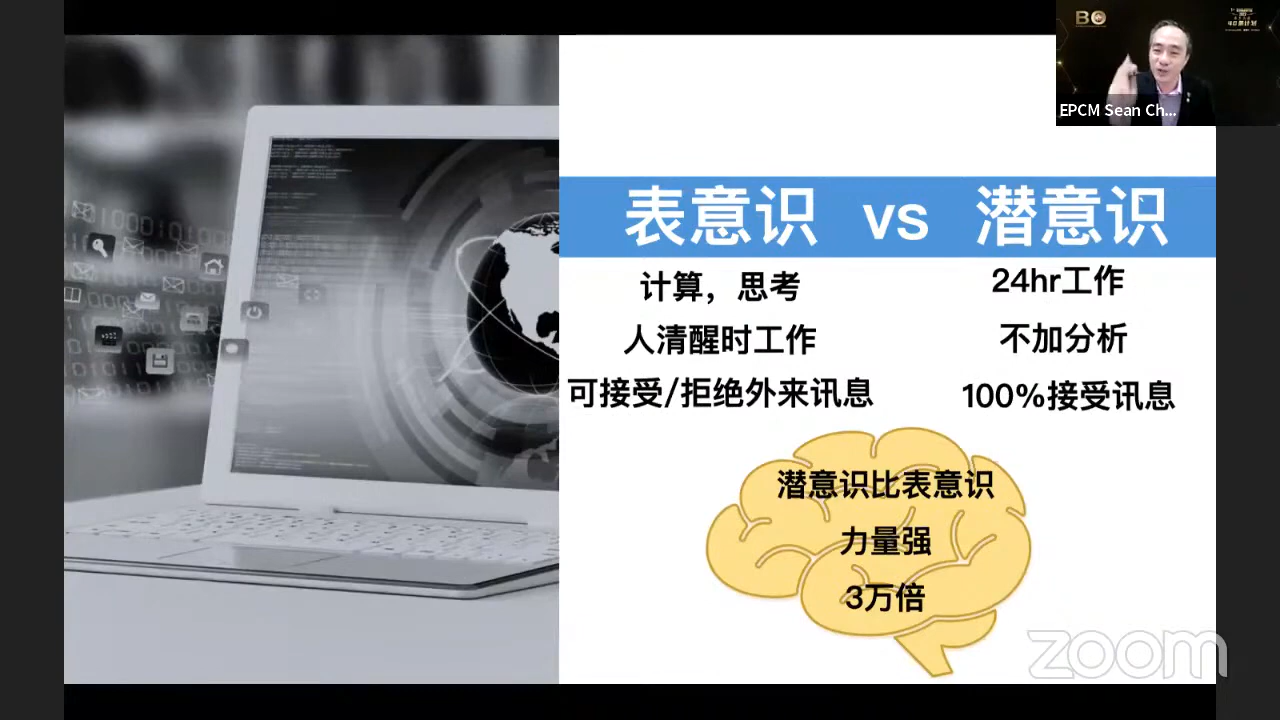 BO
EPCM Sean Ch...
表意识 vs 潜意识
计算，思考
24hr工作
人清醒时工作
不加分析
可接受/拒绝外来讯息
100%接受讯息
潜意识比表意识
力量强
3万倍
zoom